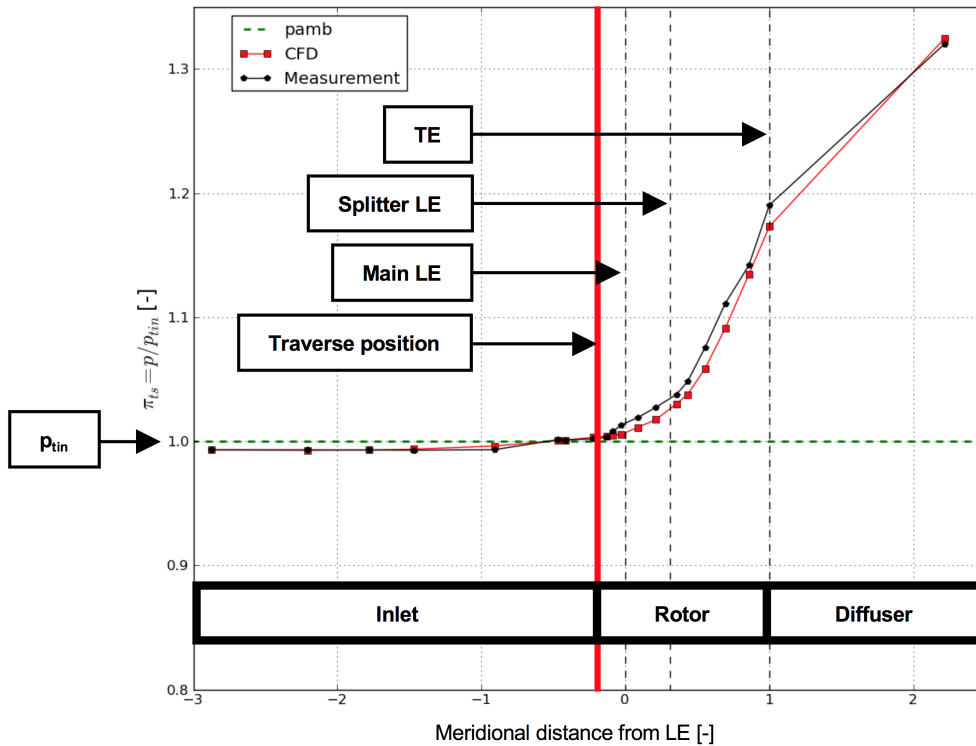 pamb
CFD
Measurement
TE
Splitter LE
Main LE
Traverse position
p_tin
π_ts = p/p_tin [-]
1.3
1.2
1.1
1.0
0.9
0.8
Inlet
Rotor
Diffuser
−3
−2
−1
0
1
2
Meridional distance from LE [-]